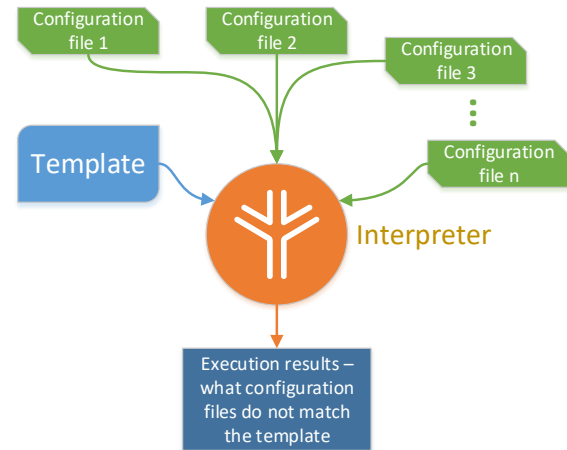 Configuration
file 1
Configuration
file 2
Configuration
file 3
Template
Configuration
file n
Interpreter
Execution results –
what configuration
files do not match
the template